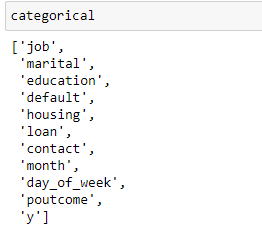 categorical
['job',
'marital',
'education',
'default',
'housing',
'loan',
'contact',
'month',
'day_of_week',
'poutcome',
'y']